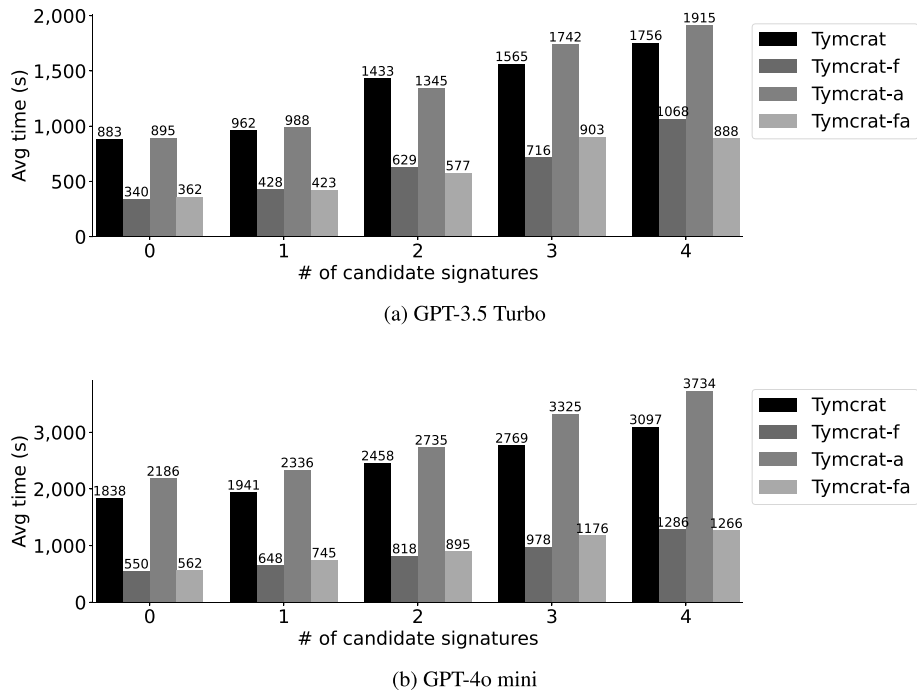 2,000
1,500
1,000
500
0
Avg time (s)
883 340 895 362
962 428 988 423
1433 629 1345 577
1565 716 1742 903
1756 1068 1915 888
0 1 2 3 4
# of candidate signatures
Tymcrat
Tymcrat-f
Tymcrat-a
Tymcrat-fa
(a) GPT-3.5 Turbo
3,000
2,000
1,000
0
Avg time (s)
1838 550 2186 562
1941 648 2336 745
2458 818 2735 895
2769 978 3325 1176
3097 1286 3734 1266
0 1 2 3 4
# of candidate signatures
Tymcrat
Tymcrat-f
Tymcrat-a
Tymcrat-fa
(b) GPT-4o mini